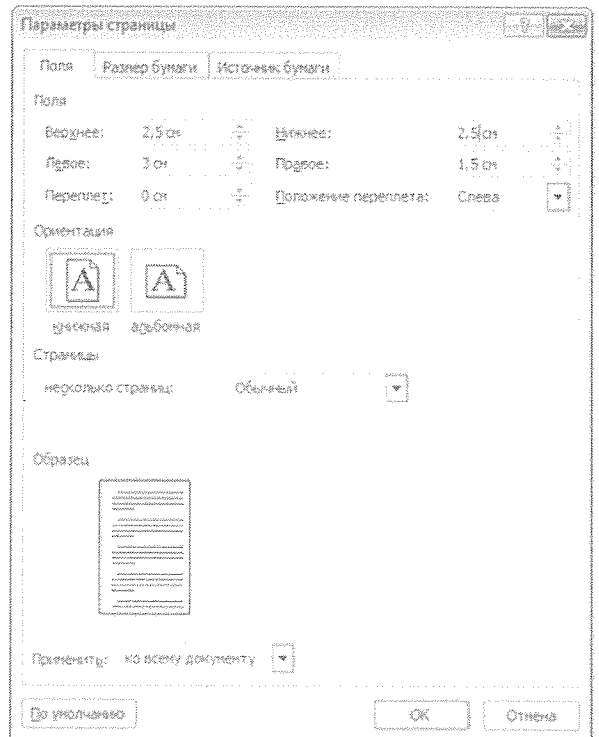 Параметры страницы
Поля Размер бумаги Источник бумаги
Поля
Верхнее: 2,5 см Нижнее: 2,5 см
Левое: 3 см Правое: 1,5 см
Переплет: 0 см Положение переплета: Слева
Ориентация
A A
книжная альбомная
Страницы
несколько страниц: Обычный
Образец
Применить: ко всему документу
По умолчанию ОК Отмена